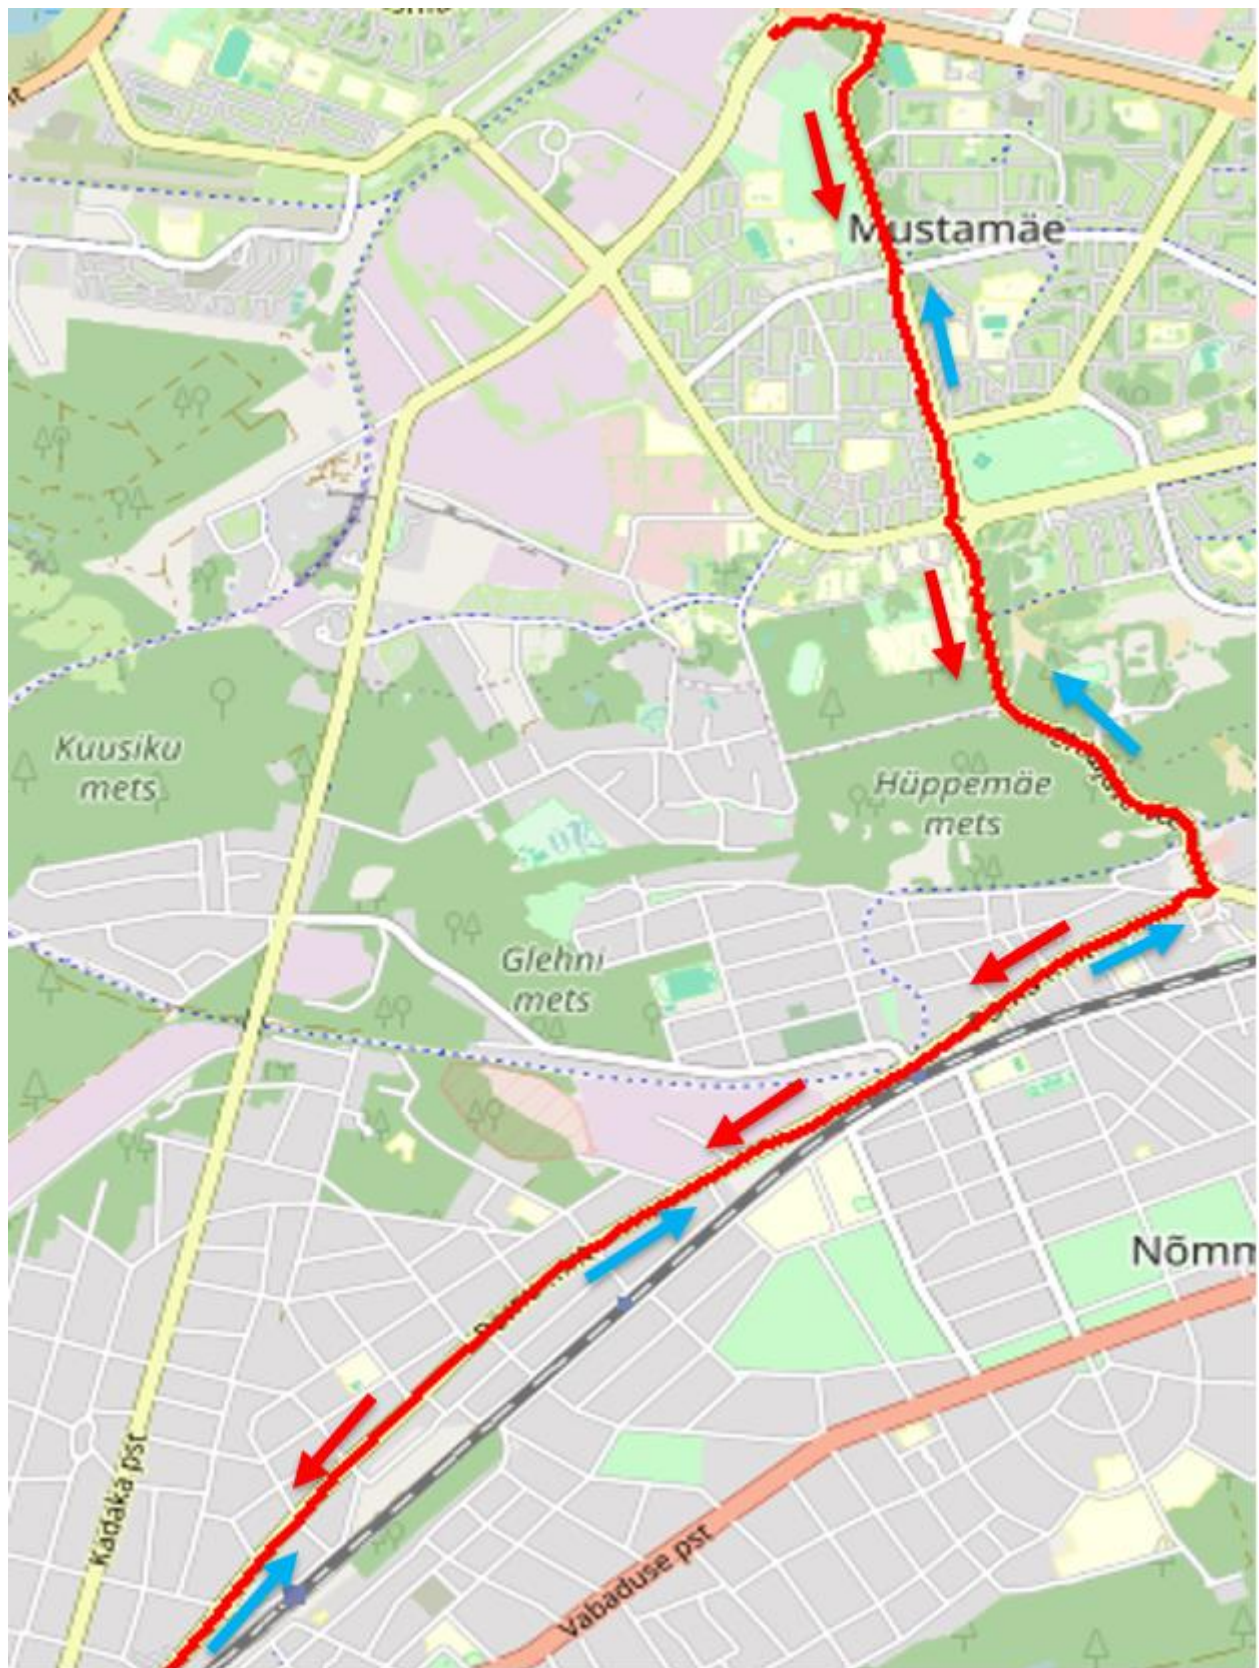 Mustamäe
Kuusiku
mets
Hüppemäe
mets
Glehni
mets
Nõmm
Kadaka pst
Vabaduse pst